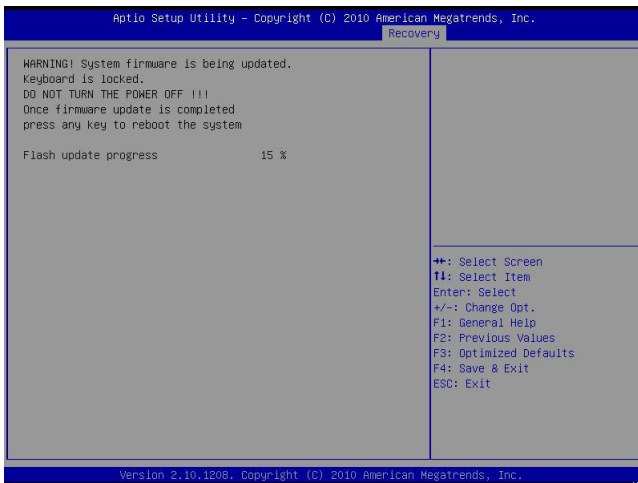 Aptio Setup Utility – Copyright (C) 2010 American Megatrends, Inc.
Recovery
WARNING! System firmware is being updated.
Keyboard is locked.
DO NOT TURN THE POWER OFF !!!
Once firmware update is completed
press any key to reboot the system
Flash update progress 15 %
→←: Select Screen
↑↓: Select Item
Enter: Select
+/-: Change Opt.
F1: General Help
F2: Previous Values
F3: Optimized Defaults
F4: Save & Exit
ESC: Exit
Version 2.10.1208. Copyright (C) 2010 American Megatrends, Inc.